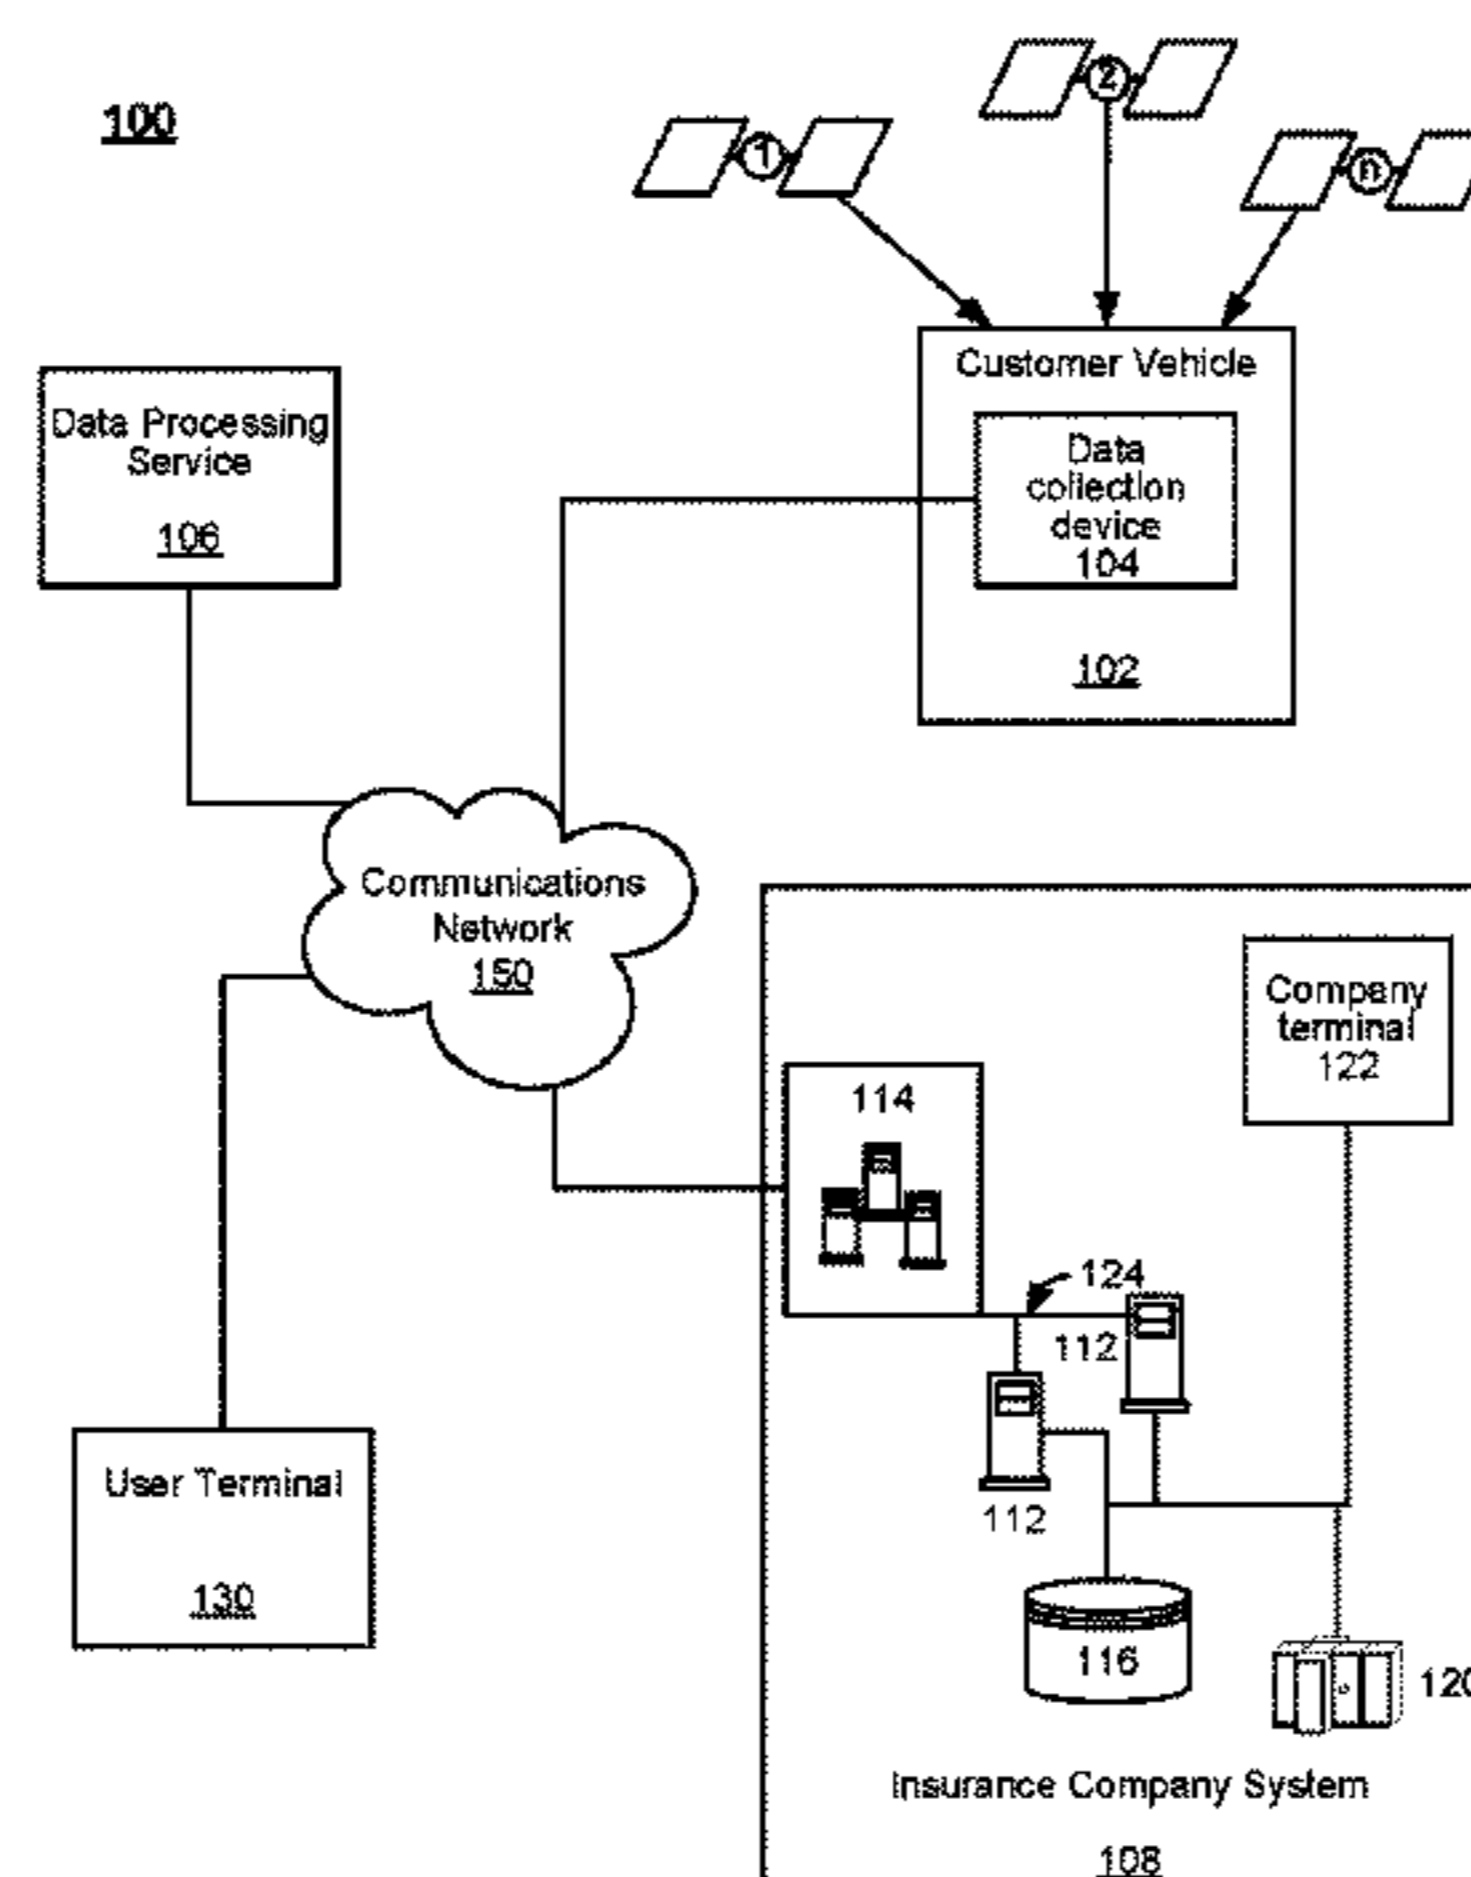 100
1
2
n
Customer Vehicle
Data
collection
device
104
102
Data Processing
Service
106
Communications
Network
150
Company
terminal
122
114
124
112
112
116
120
User Terminal
130
Insurance Company System
108